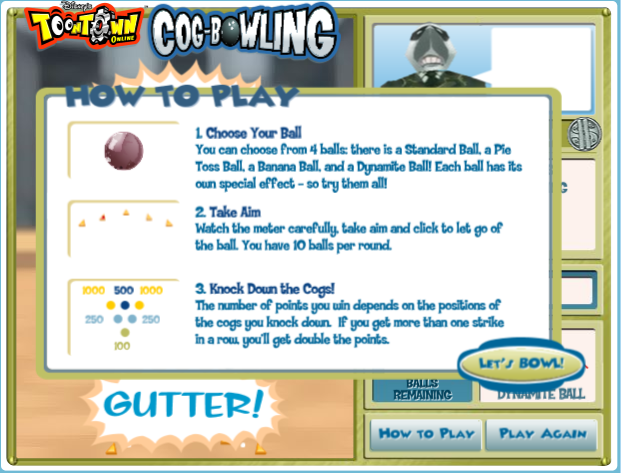 Disney's
TOONTOWN
ONLINE
COG-BOWLING
HOW TO PLAY
1. Choose Your Ball
You can choose from 4 balls: there is a Standard Ball, a Pie
Toss Ball, a Banana Ball, and a Dynamite Ball! Each ball has its
own special effect - so try them all!
2. Take Aim
Watch the meter carefully, take aim and click to let go of
the ball. You have 10 balls per round.
1000 500 1000
250 250
100
3. Knock Down the Cogs!
The number of points you win depends on the positions of
the cogs you knock down. If you get more than one strike
in a row, you'll get double the points.
LET'S BOWL!
GUTTER!
BALLS
REMAINING
DYNAMITE BALL
HOW TO PLAY
PLAY AGAIN